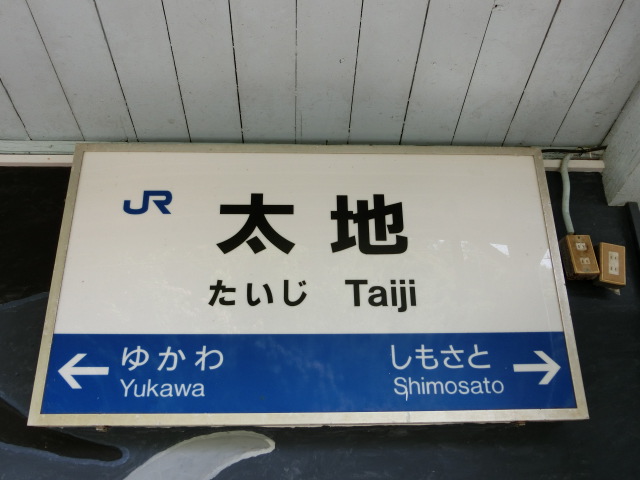 JR
太地
たいじ Taiji
← ゆかわ しもさと →
Yukawa Shimosato